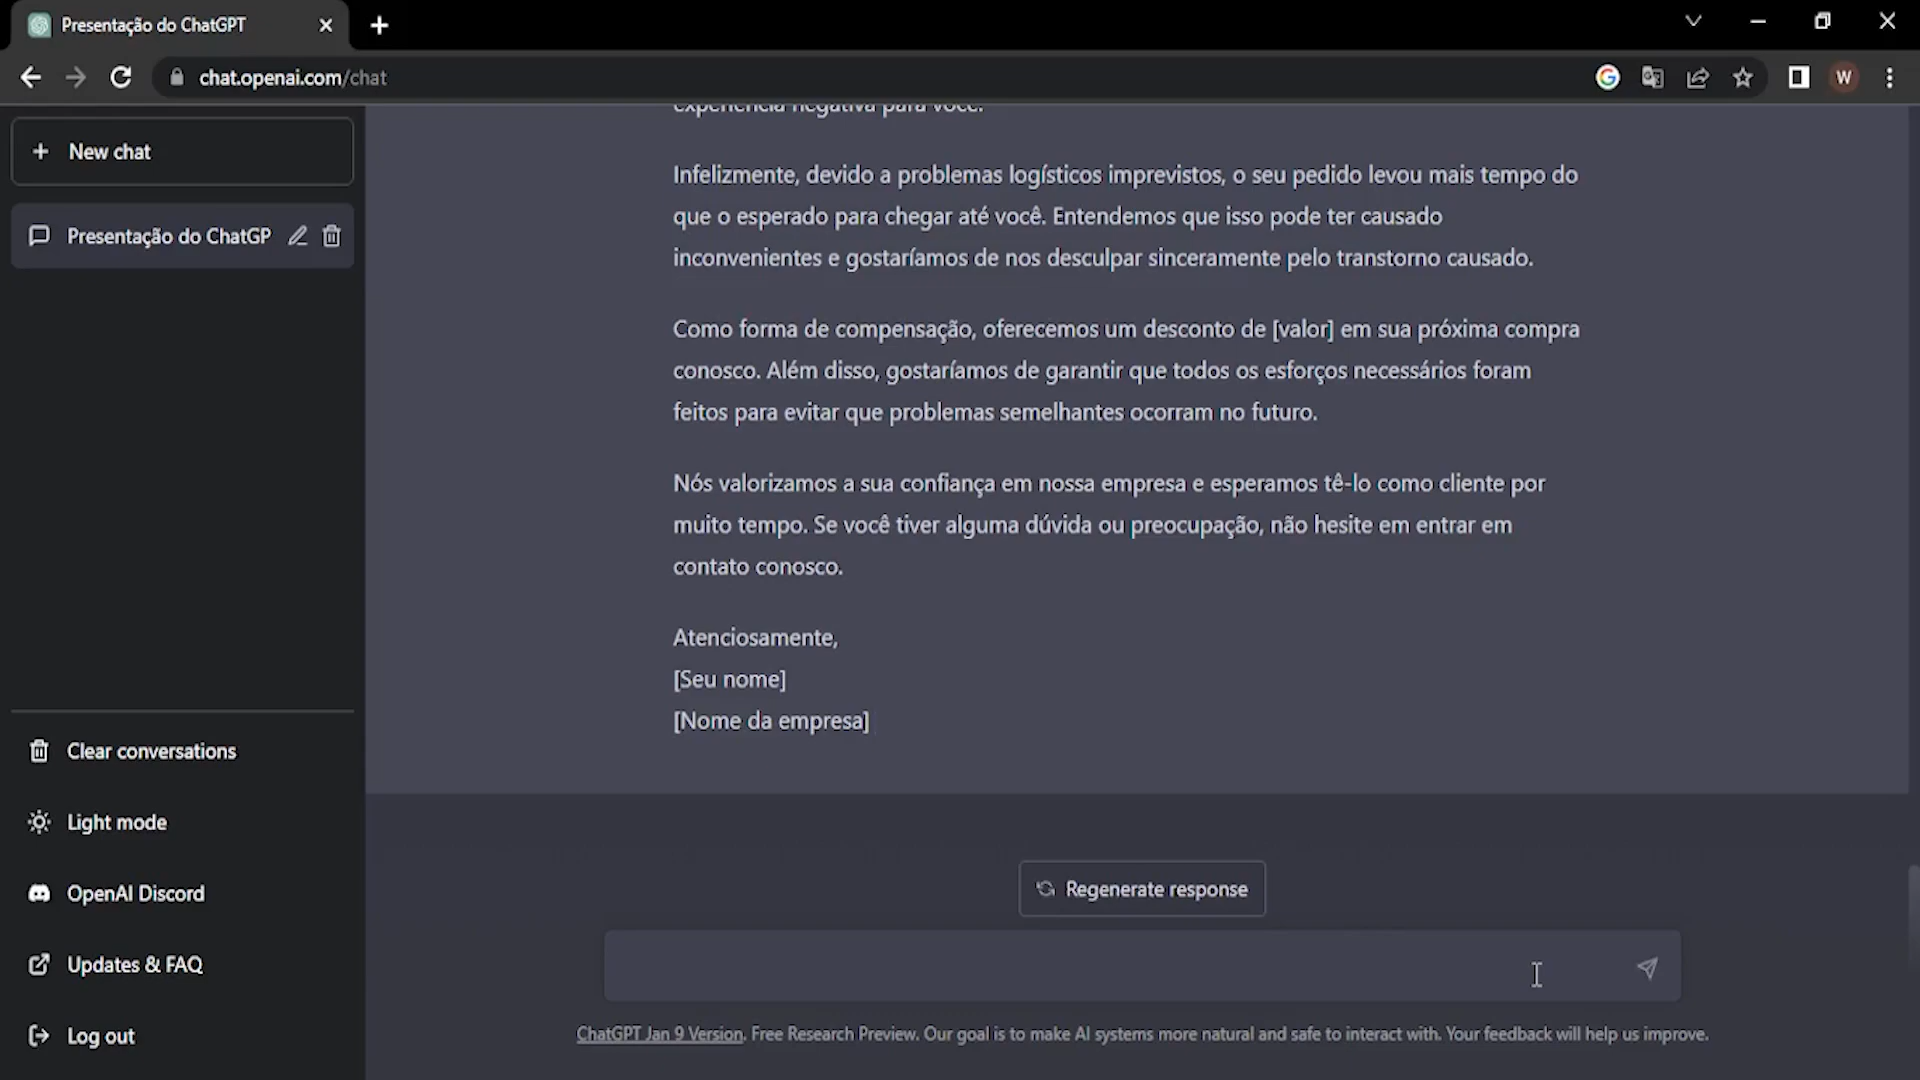 Presentação do ChatGPT
chat.openai.com/chat
W
New chat
Presentação do ChatGP
Clear conversations
Light mode
OpenAI Discord
Updates & FAQ
Log out
experiência negativa para você.
Infelizmente, devido a problemas logísticos imprevistos, o seu pedido levou mais tempo do
que o esperado para chegar até você. Entendemos que isso pode ter causado
inconvenientes e gostaríamos de nos desculpar sinceramente pelo transtorno causado.
Como forma de compensação, oferecemos um desconto de [valor] em sua próxima compra
conosco. Além disso, gostaríamos de garantir que todos os esforços necessários foram
feitos para evitar que problemas semelhantes ocorram no futuro.
Nós valorizamos a sua confiança em nossa empresa e esperamos tê-lo como cliente por
muito tempo. Se você tiver alguma dúvida ou preocupação, não hesite em entrar em
contato conosco.
Atenciosamente,
[Seu nome]
[Nome da empresa]
Regenerate response
ChatGPT Jan 9 Version. Free Research Preview. Our goal is to make AI systems more natural and safe to interact with. Your feedback will help us improve.